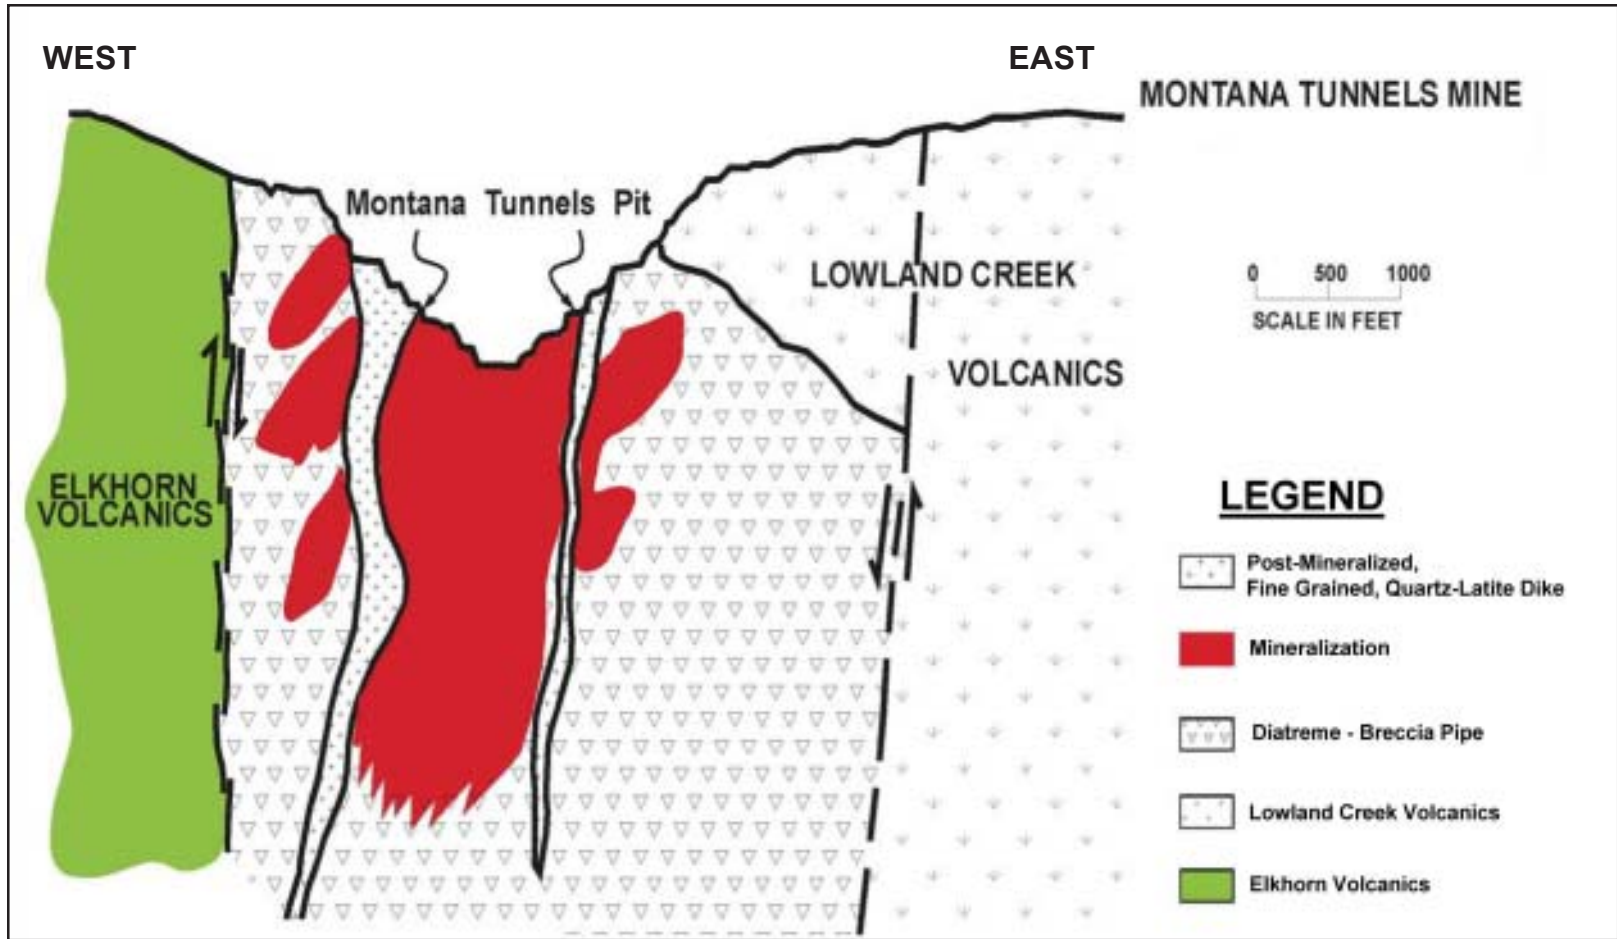 WEST
EAST
MONTANA TUNNELS MINE
Montana Tunnels Pit
LOWLAND CREEK
VOLCANICS
0 500 1000
SCALE IN FEET
ELKHORN
VOLCANICS
LEGEND
Post-Mineralized,
Fine Grained, Quartz-Latite Dike
Mineralization
Diatreme - Breccia Pipe
Lowland Creek Volcanics
Elkhorn Volcanics